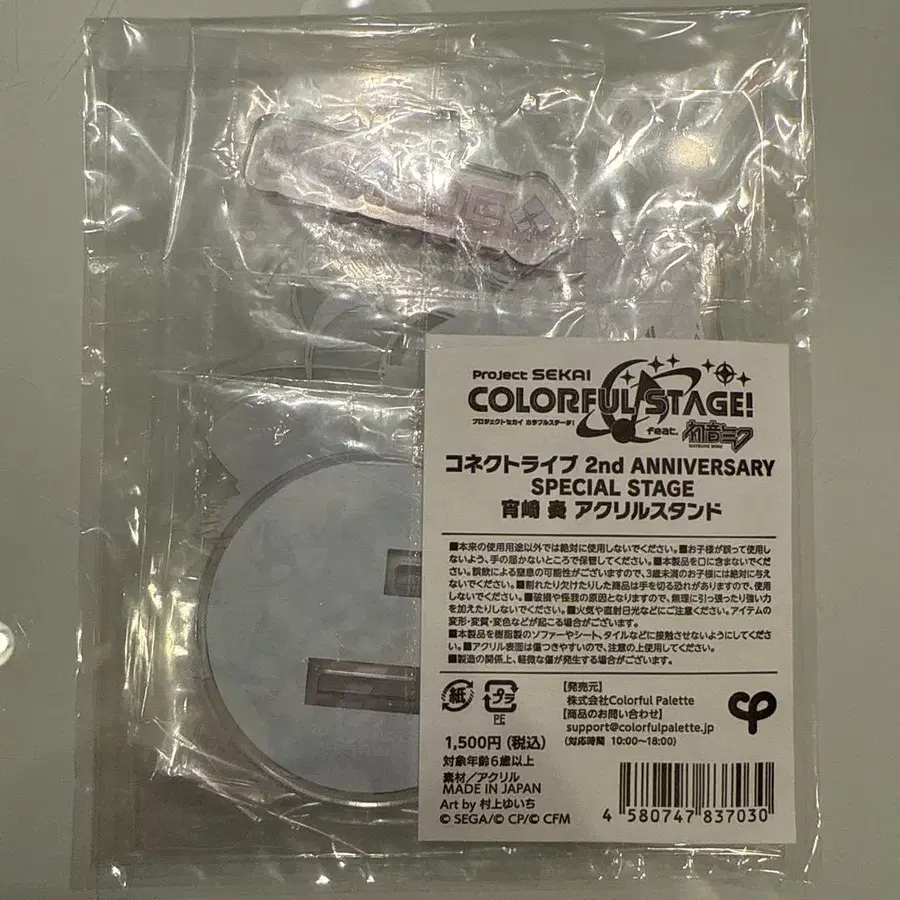 Project SEKAI
COLORFUL STAGE!
プロジェクトセカイ カラフルステージ!
feat. 初音ミク
HATSUNE MIKU
コネクトライブ 2nd ANNIVERSARY
SPECIAL STAGE
宵崎 奏 アクリルスタンド
■本来の使用用途以外では絶対に使用しないでください。■お子様が誤って使用し
ないよう、手の届かないところで保管してください。■本製品を口に含まないでくだ
さい。誤飲による窒息の可能性がございますので、3歳未満のお子様には絶対に与え
ないでください。■割れたり欠けたりした商品は手を切る恐れがありますので、使用
しないでください。■破損や怪我の原因となりますので、無理に引っ張ったり強い力
を加えたりしないでください。■火気や直射日光などにご注意ください。アイテムの
変形・変質・変色などが起こる場合がございます。
■本製品を樹脂製のソファーやシート、タイルなどに接触させないようにしてくださ
い。■アクリル表面は傷つきやすいので、注意の上使用してください。
■製造の関係上、軽微な傷が発生する場合がございます。
紙 プラ
PE
[発売元]
株式会社Colorful Palette
[商品のお問い合わせ]
support@colorfulpalette.jp
(対応時間 10:00~18:00)
1,500円(税込)
対象年齢6歳以上
素材/アクリル
MADE IN JAPAN
Art by 村上ゆいち
© SEGA/© CP/© CFM
4 580747 837030